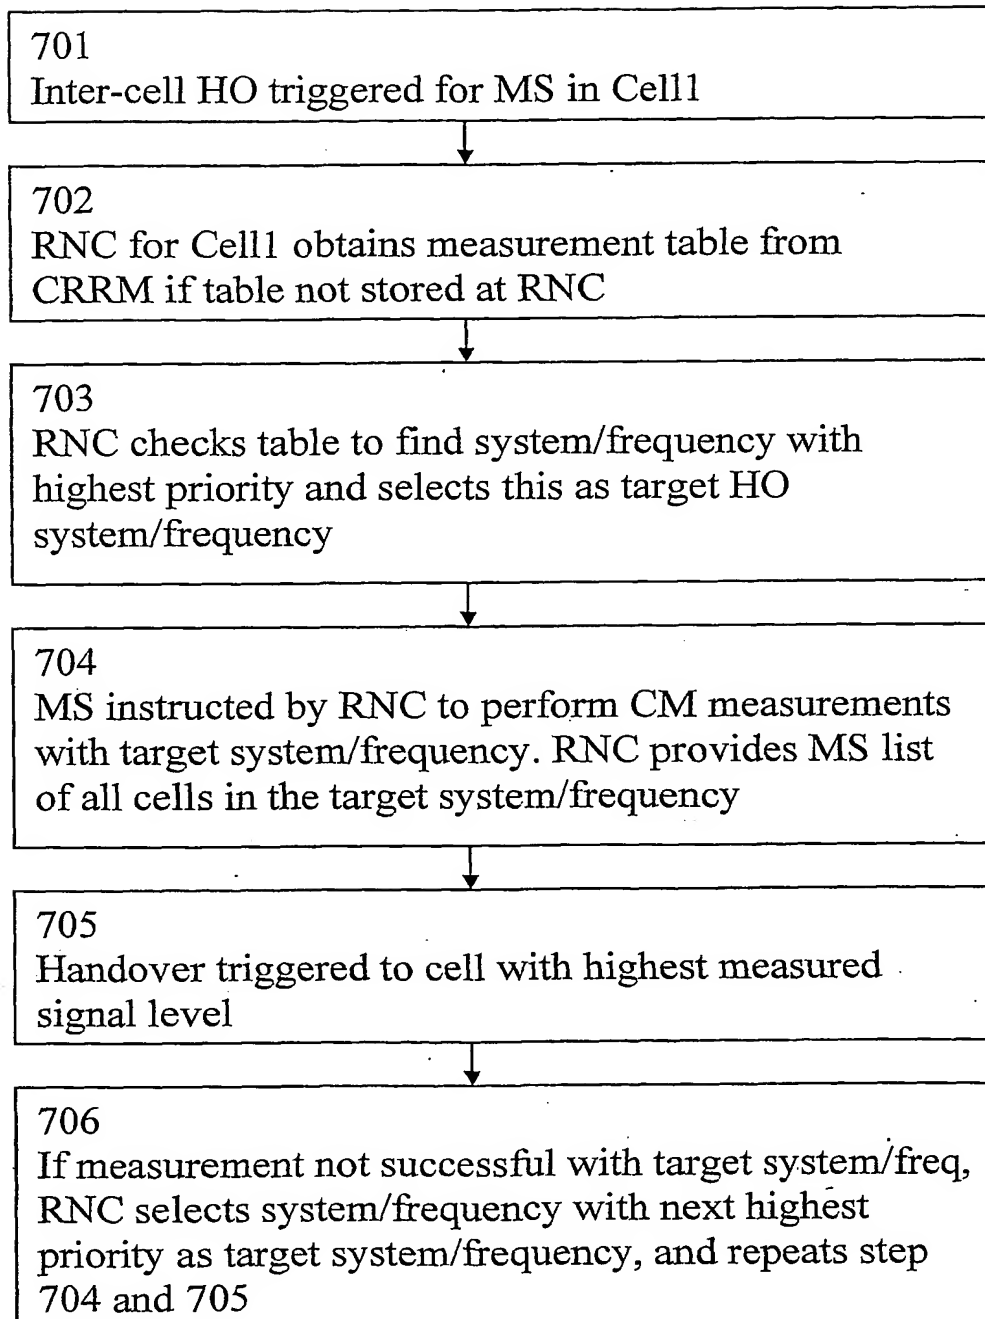 701
Inter-cell HO triggered for MS in Cell1
702
RNC for Cell1 obtains measurement table from
CRRM if table not stored at RNC
703
RNC checks table to find system/frequency with
highest priority and selects this as target HO
system/frequency
704
MS instructed by RNC to perform CM measurements
with target system/frequency. RNC provides MS list
of all cells in the target system/frequency
705
Handover triggered to cell with highest measured
signal level
706
If measurement not successful with target system/freq,
RNC selects system/frequency with next highest
priority as target system/frequency, and repeats step
704 and 705